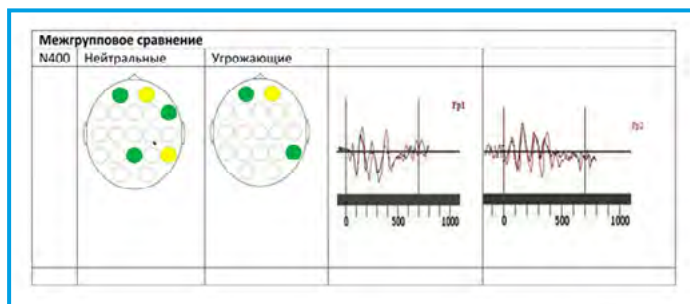 Межгрупповое сравнение
N400 Нейтральные Угрожающие
Fp1
Fp2
0 500 1000
0 500 1000